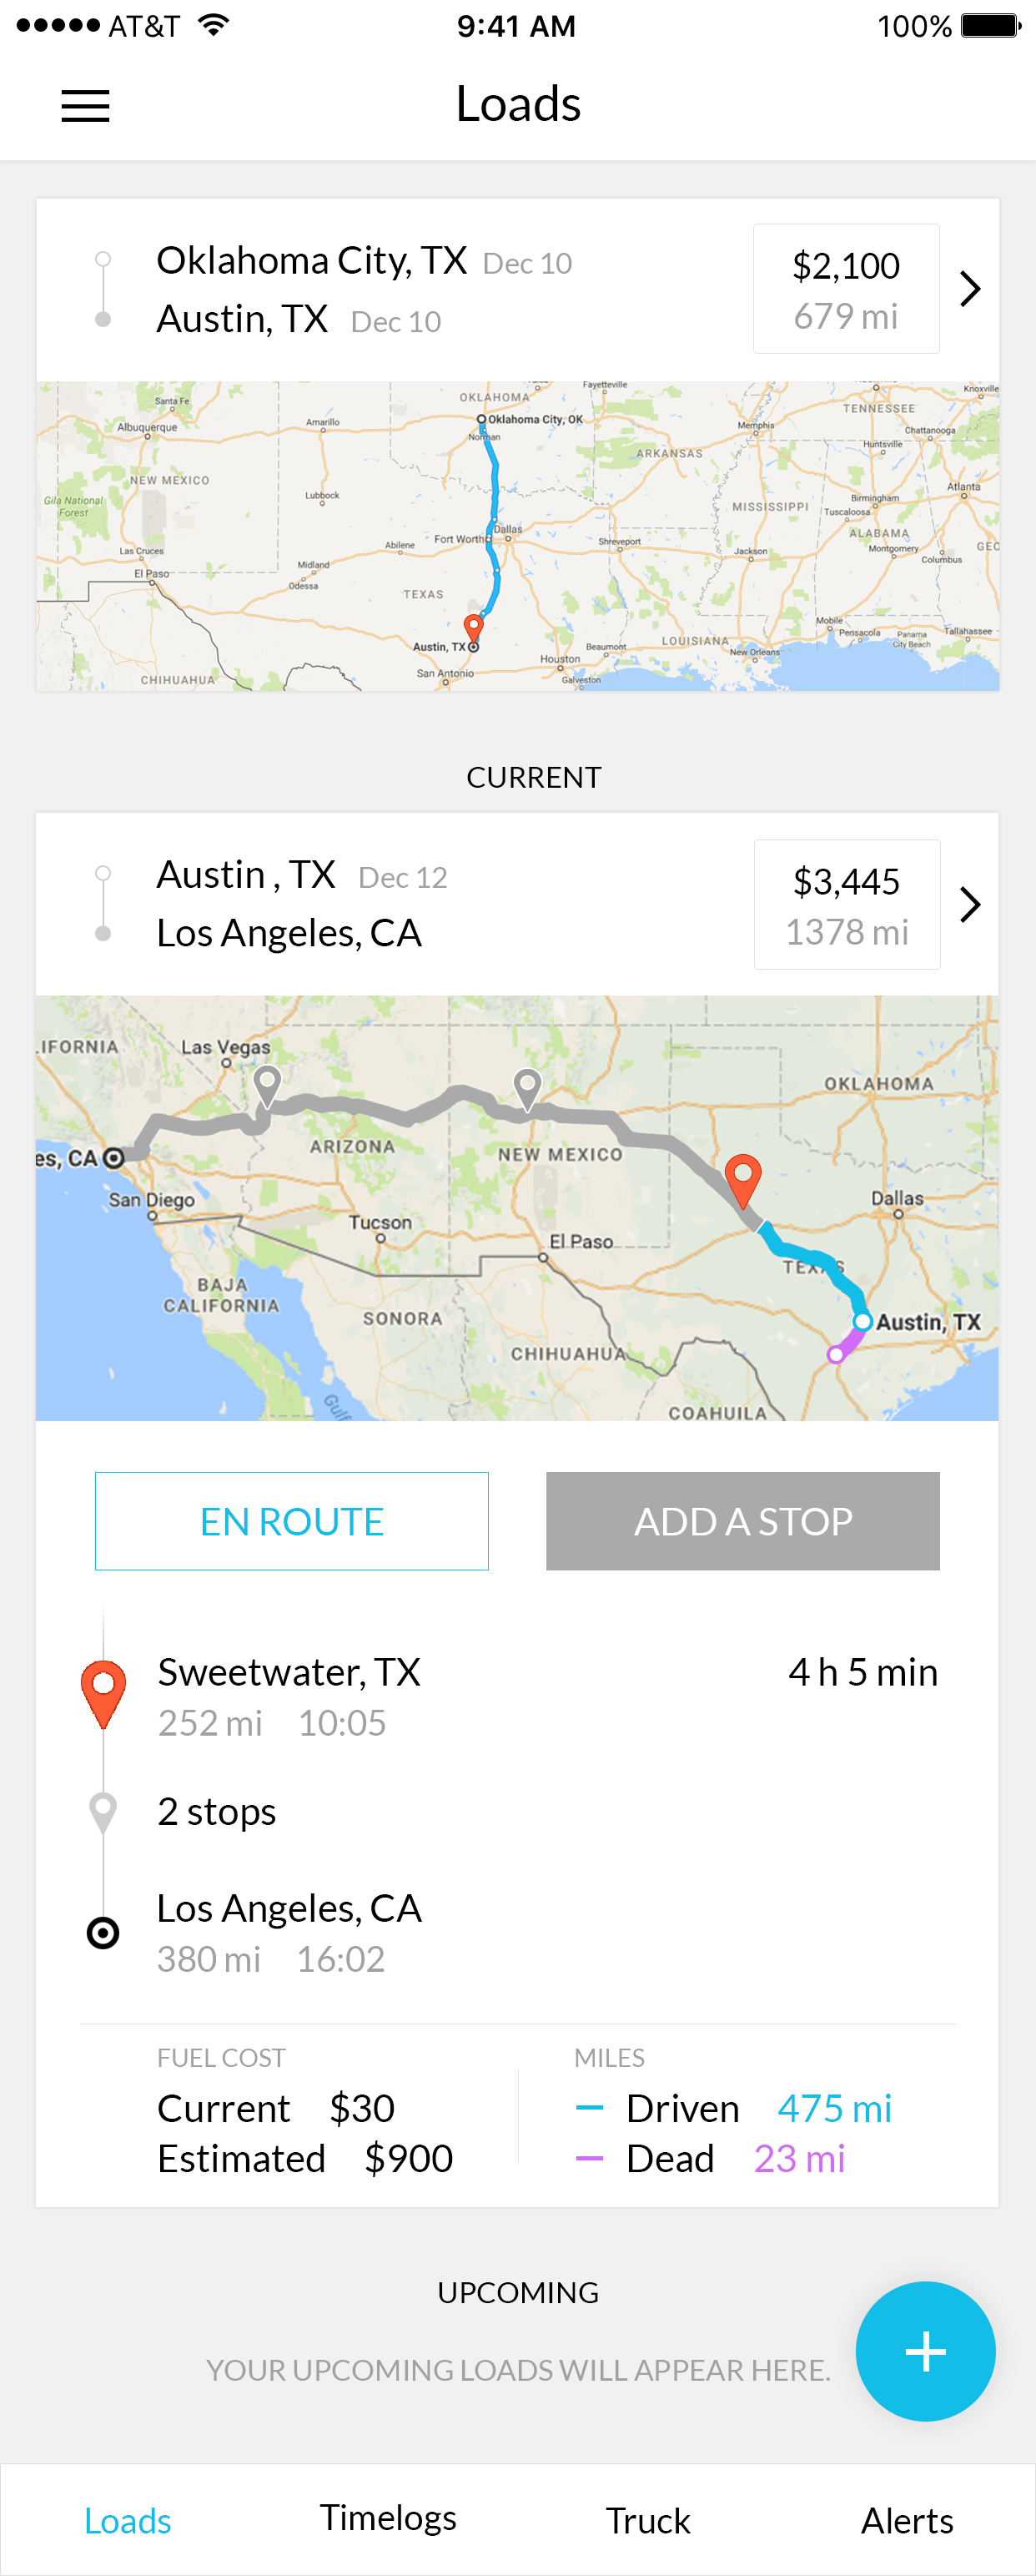 AT&T 9:41 AM 100%
Loads
Oklahoma City, TX Dec 10
Austin, TX Dec 10
$2,100
679 mi
Santa Fe
Albuquerque
Amarillo
OKLAHOMA
Fayetteville
Oklahoma City, OK
Norman
TENNESSEE
Knoxville
Memphis
Chattanooga
Huntsville
ARKANSAS
NEW MEXICO
Gila National
Forest
Lubbock
MISSISSIPPI
Atlanta
Birmingham
Tuscaloosa
ALABAMA
Montgomery
Columbus
GEO
Las Cruces
El Paso
Abilene
Fort Worth
Dallas
Shreveport
Jackson
Midland
Odessa
TEXAS
Austin, TX
San Antonio
Houston
Beaumont
Galveston
LOUISIANA
New Orleans
Mobile
Pensacola
Panama
City Beach
Tallahassee
CHIHUAHUA
CURRENT
Austin , TX Dec 12
Los Angeles, CA
$3,445
1378 mi
LIFORNIA
Las Vegas
OKLAHOMA
ARIZONA
NEW MEXICO
es, CA
San Diego
Tucson
El Paso
Dallas
TEXAS
BAJA
CALIFORNIA
SONORA
CHIHUAHUA
Austin, TX
Gulf
COAHUILA
EN ROUTE
ADD A STOP
Sweetwater, TX 4 h 5 min
252 mi 10:05
2 stops
Los Angeles, CA
380 mi 16:02
FUEL COST
Current $30
Estimated $900
MILES
Driven 475 mi
Dead 23 mi
UPCOMING
YOUR UPCOMING LOADS WILL APPEAR HERE.
Loads Timelogs Truck Alerts